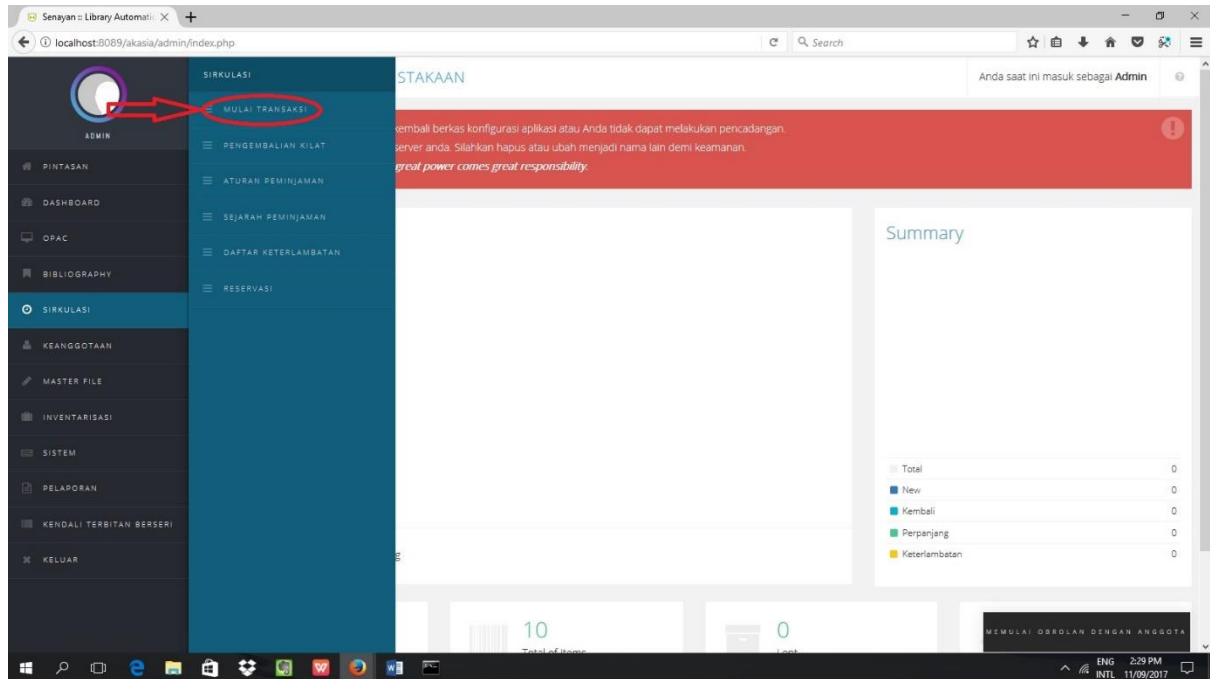 Senayan :: Library Automatic
localhost:8089/akasia/admin/index.php
Search
ADMIN
PINTASAN
DASHBOARD
OPAC
BIBLIOGRAPHY
SIRKULASI
KEANGGOTAAN
MASTER FILE
INVENTARISASI
SISTEM
PELAPORAN
KENDALI TERBITAN BERSERI
KELUAR
SIRKULASI
MULAI TRANSAKSI
PENGEMBALIAN KILAT
ATURAN PEMINJAMAN
SEJARAH PEMINJAMAN
DAFTAR KETERLAMBATAN
RESERVASI
STAKAAN
Anda saat ini masuk sebagai Admin
kembali berkas konfigurasi aplikasi atau Anda tidak dapat melakukan pencadangan.
server anda. Silahkan hapus atau ubah menjadi nama lain demi keamanan.
great power comes great responsibility.
Summary
Total 0
New 0
Kembali 0
Perpanjang 0
Keterlambatan 0
g
10
Total of Items
0
Lent
MEMULAI OBROLAN DENGAN ANGGOTA
ENG 2:29 PM
INTL 11/09/2017